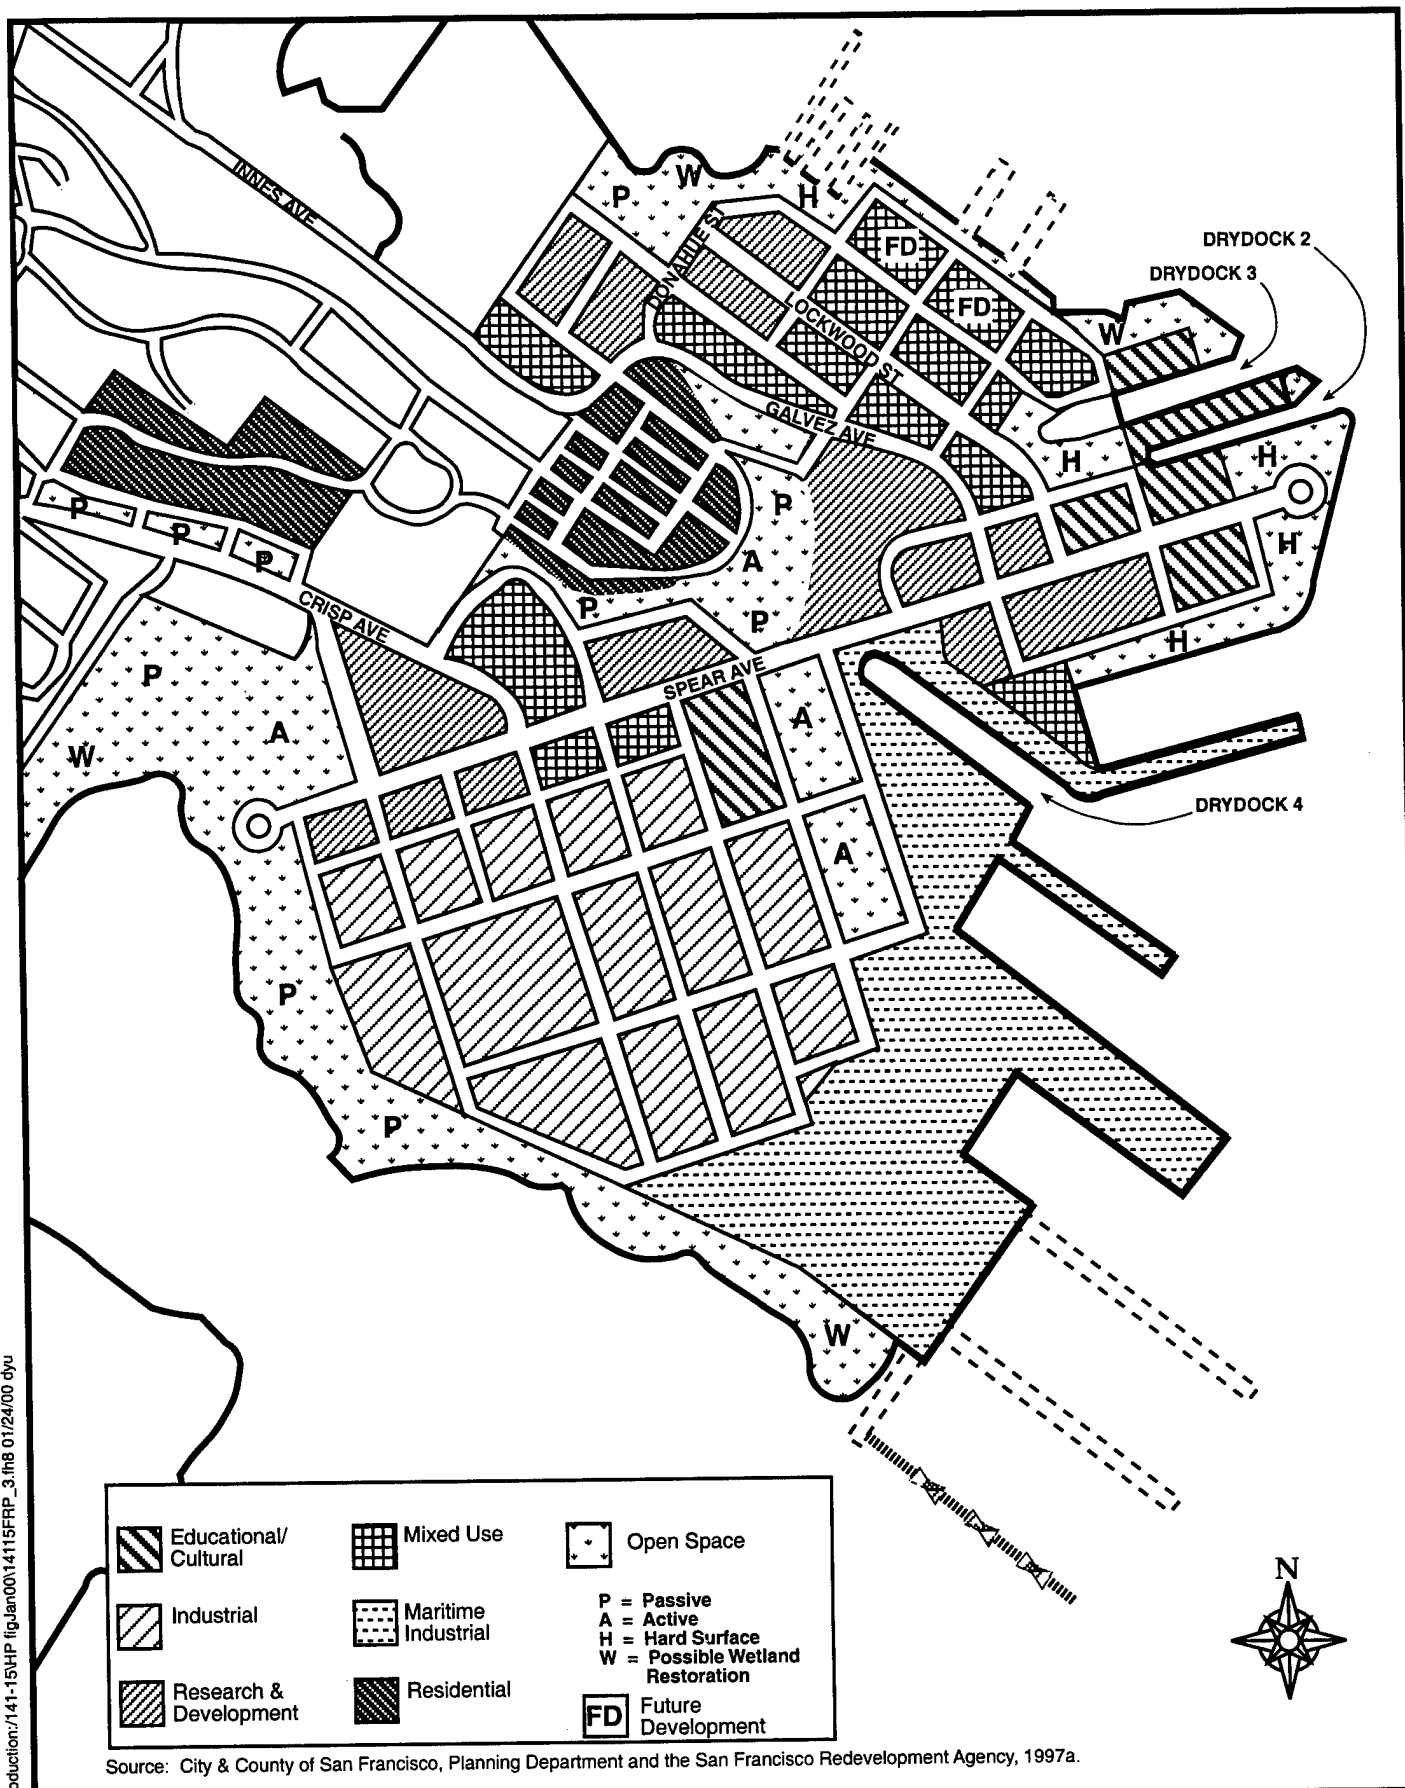 W
P
H
INNES AVE
DONAHUE ST
FD
DRYDOCK 2
DRYDOCK 3
FD
LOCKWOOD ST
W
GALVEZ AVE
H
H
P
P
P
P
A
H
CRISP AVE
P
P
H
P
SPEAR AVE
A
A
W
DRYDOCK 4
A
P
P
W
Educational/
Cultural
Industrial
Research &
Development
Mixed Use
Maritime
Industrial
Residential
Open Space
P = Passive
A = Active
H = Hard Surface
W = Possible Wetland
Restoration
FD
Future
Development
N
Source: City & County of San Francisco, Planning Department and the San Francisco Redevelopment Agency, 1997a.
oduction:/141-15\HP figJan00\14115FRP_3.fh8 01/24/00 dyu